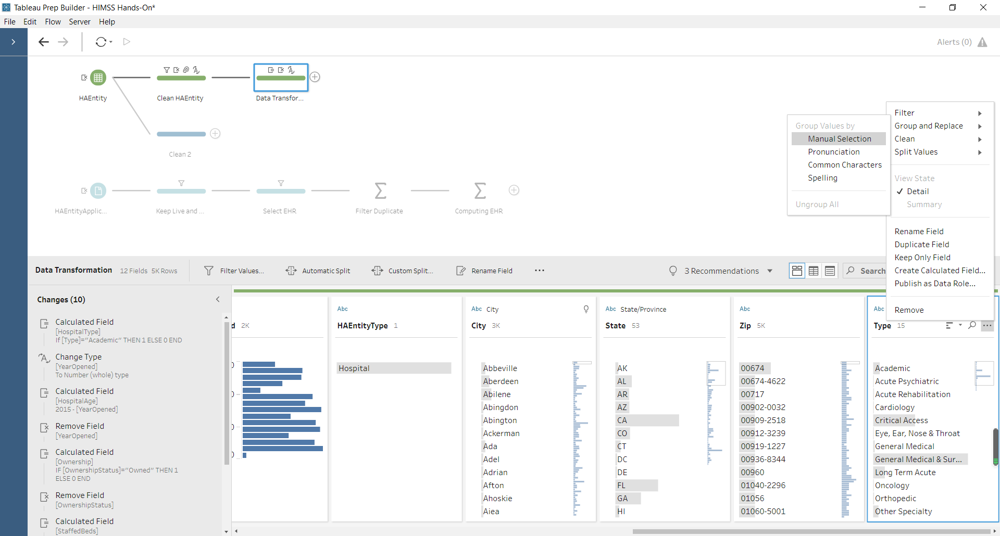 Tableau Prep Builder - HIMSS Hands-On*
File Edit Flow Server Help
Alerts (0)
HAEntity
Clean HAEntity
Data Transfor...
Clean 2
HAEntityApplic...
Keep Live and ...
Select EHR
Filter Duplicate
Computing EHR
Group Values by
Manual Selection
Pronunciation
Common Characters
Spelling
Ungroup All
Filter
Group and Replace
Clean
Split Values
View State
Detail
Summary
Rename Field
Duplicate Field
Keep Only Field
Create Calculated Field...
Publish as Data Role...
Remove
Data Transformation 12 Fields 5K Rows
Filter Values...
Automatic Split
Custom Split...
Rename Field
3 Recommendations
Search
Changes (10)
Calculated Field
[HospitalType]
If [Type]="Academic" THEN 1 ELSE 0 END
Change Type
[YearOpened]
To Number (whole) type
Calculated Field
[HospitalAge]
2015 - [YearOpened]
Remove Field
[YearOpened]
Calculated Field
[Ownership]
IF [OwnershipStatus]="Owned" THEN 1
ELSE 0 END
Remove Field
[OwnershipStatus]
Calculated Field
[StaffedBeds]
d 2K
0
0
0
0
Abc
HAEntityType 1
Hospital
Abc City
City 3K
Abbeville
Aberdeen
Abilene
Abingdon
Abington
Ackerman
Ada
Adel
Adrian
Afton
Ahoskie
Aiea
Abc State/Province
State 53
AK
AL
AR
AZ
CA
CO
CT
DC
DE
FL
GA
HI
Abc
Zip 5K
00674
00674-4622
00717
00902-0032
00909-2518
00912-3239
00919-1227
00936-8344
00960
01040-2296
01056
01060-5001
Abc
Type 15
Academic
Acute Psychiatric
Acute Rehabilitation
Cardiology
Critical Access
Eye, Ear, Nose & Throat
General Medical
General Medical & Sur...
Long Term Acute
Oncology
Orthopedic
Other Specialty